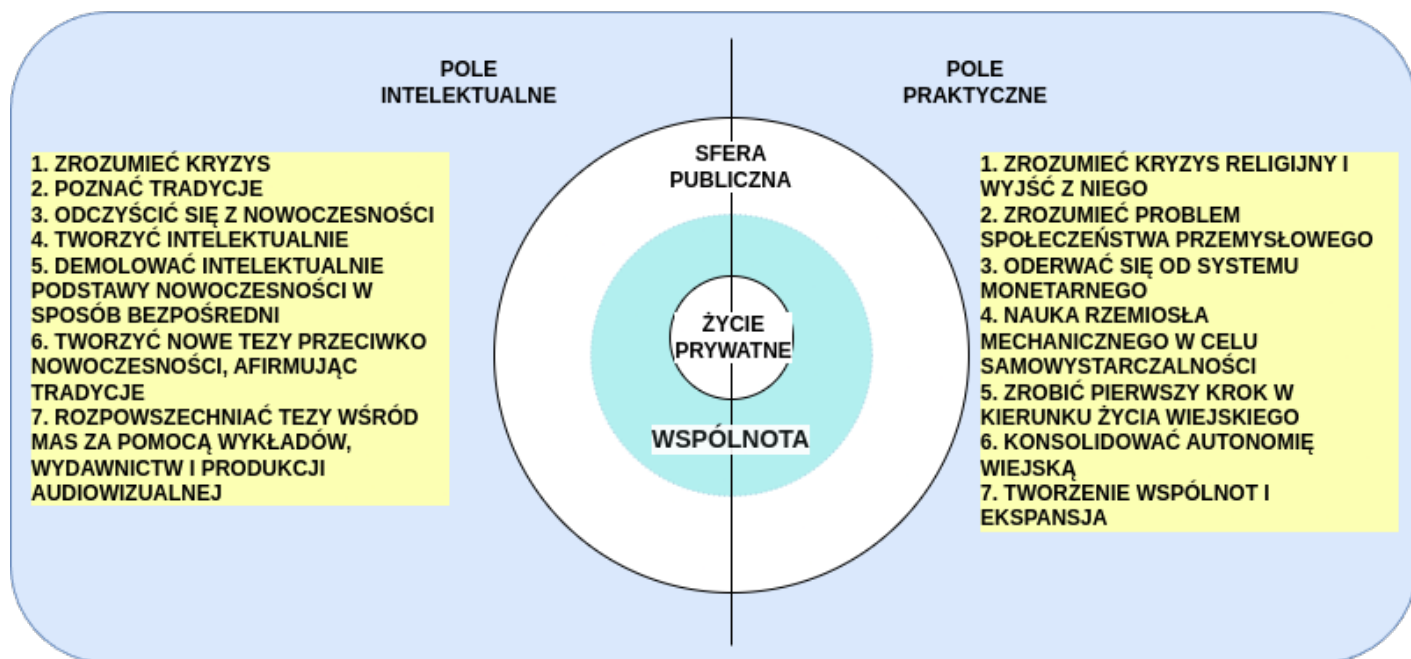 POLE
INTELEKTUALNE
POLE
PRAKTYCZNE
1. ZROZUMIEĆ KRYZYS
2. POZNAĆ TRADYCJE
3. ODCZYŚCIĆ SIĘ Z NOWOCZESNOŚCI
4. TWORZYĆ INTELEKTUALNIE
5. DEMOLOWAĆ INTELEKTUALNIE
PODSTAWY NOWOCZESNOŚCI W
SPOSÓB BEZPOŚREDNI
6. TWORZYĆ NOWE TEZY PRZECIWKO
NOWOCZESNOŚCI, AFIRMUJĄC
TRADYCJE
7. ROZPOWSZECHNIAĆ TEZY WŚRÓD
MAS ZA POMOCĄ WYKŁADÓW,
WYDAWNICTW I PRODUKCJI
AUDIOWIZUALNEJ
SFERA
PUBLICZNA
ŻYCIE
PRYWATNE
WSPÓLNOTA
1. ZROZUMIEĆ KRYZYS RELIGIJNY I
WYJŚĆ Z NIEGO
2. ZROZUMIEĆ PROBLEM
SPOŁECZEŃSTWA PRZEMYSŁOWEGO
3. ODERWAĆ SIĘ OD SYSTEMU
MONETARNEGO
4. NAUKA RZEMIOSŁA
MECHANICZNEGO W CELU
SAMOWYSTARCZALNOŚCI
5. ZROBIĆ PIERWSZY KROK W
KIERUNKU ŻYCIA WIEJSKIEGO
6. KONSOLIDOWAĆ AUTONOMIĘ
WIEJSKĄ
7. TWORZENIE WSPÓLNOT I
EKSPANSJA